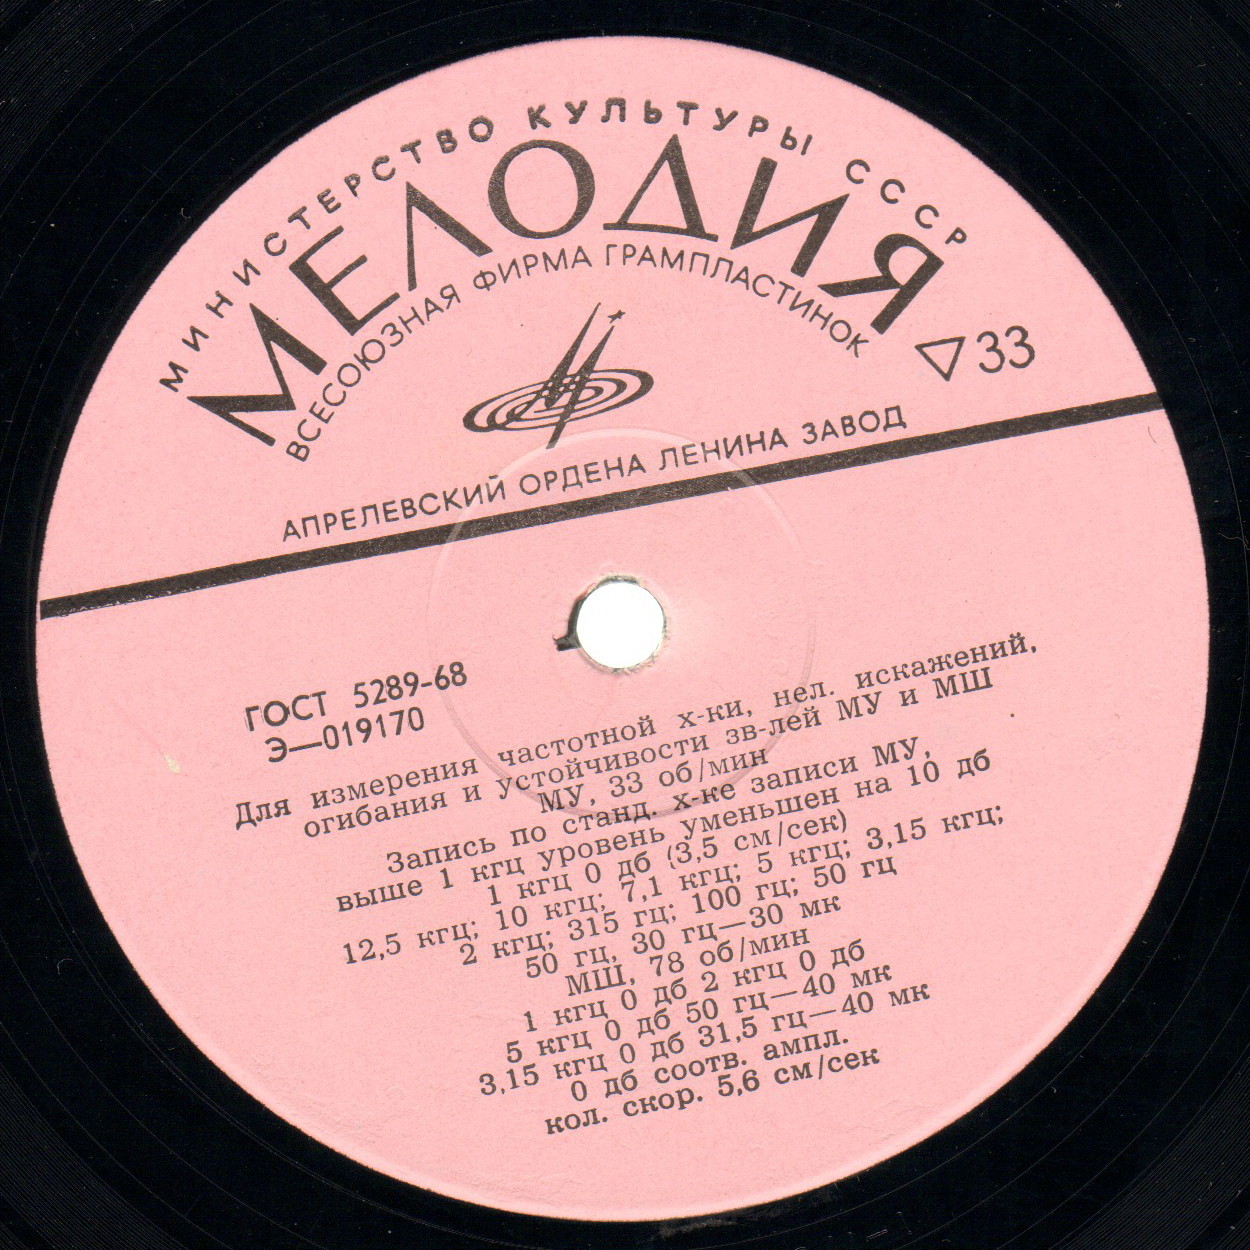 МИНИСТЕРСТВО КУЛЬТУРЫ СССР
МЕЛОДИЯ
ВСЕСОЮЗНАЯ ФИРМА ГРАМПЛАСТИНОК
▽33
АПРЕЛЕВСКИЙ ОРДЕНА ЛЕНИНА ЗАВОД
ГОСТ 5289-68
Э—019170
Для измерения частотной х-ки, нел. искажений,
огибания и устойчивости зв-лей МУ и МШ
МУ, 33 об/мин
Запись по станд. х-ке записи МУ,
выше 1 кгц уровень уменьшен на 10 дб
1 кгц 0 дб (3,5 см/сек)
12,5 кгц; 10 кгц; 7,1 кгц; 5 кгц; 3,15 кгц;
2 кгц; 315 гц; 100 гц; 50 гц
50 гц, 30 гц—30 мк
МШ, 78 об/мин
1 кгц 0 дб 2 кгц 0 дб
5 кгц 0 дб 50 гц—40 мк
3,15 кгц 0 дб 31,5 гц—40 мк
0 дб соотв. ампл.
кол. скор. 5,6 см/сек